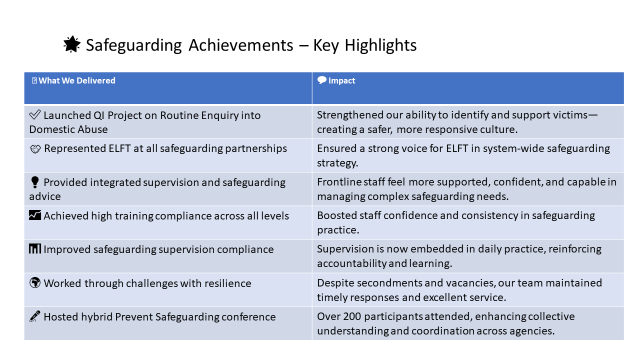 Safeguarding Achievements – Key Highlights
What We Delivered
Impact
Launched QI Project on Routine Enquiry into
Domestic Abuse
Strengthened our ability to identify and support victims—
creating a safer, more responsive culture.
Represented ELFT at all safeguarding partnerships
Ensured a strong voice for ELFT in system-wide safeguarding
strategy.
Provided integrated supervision and safeguarding
advice
Frontline staff feel more supported, confident, and capable in
managing complex safeguarding needs.
Achieved high training compliance across all levels
Boosted staff confidence and consistency in safeguarding
practice.
Improved safeguarding supervision compliance
Supervision is now embedded in daily practice, reinforcing
accountability and learning.
Worked through challenges with resilience
Despite secondments and vacancies, our team maintained
timely responses and excellent service.
Hosted hybrid Prevent Safeguarding conference
Over 200 participants attended, enhancing collective
understanding and coordination across agencies.